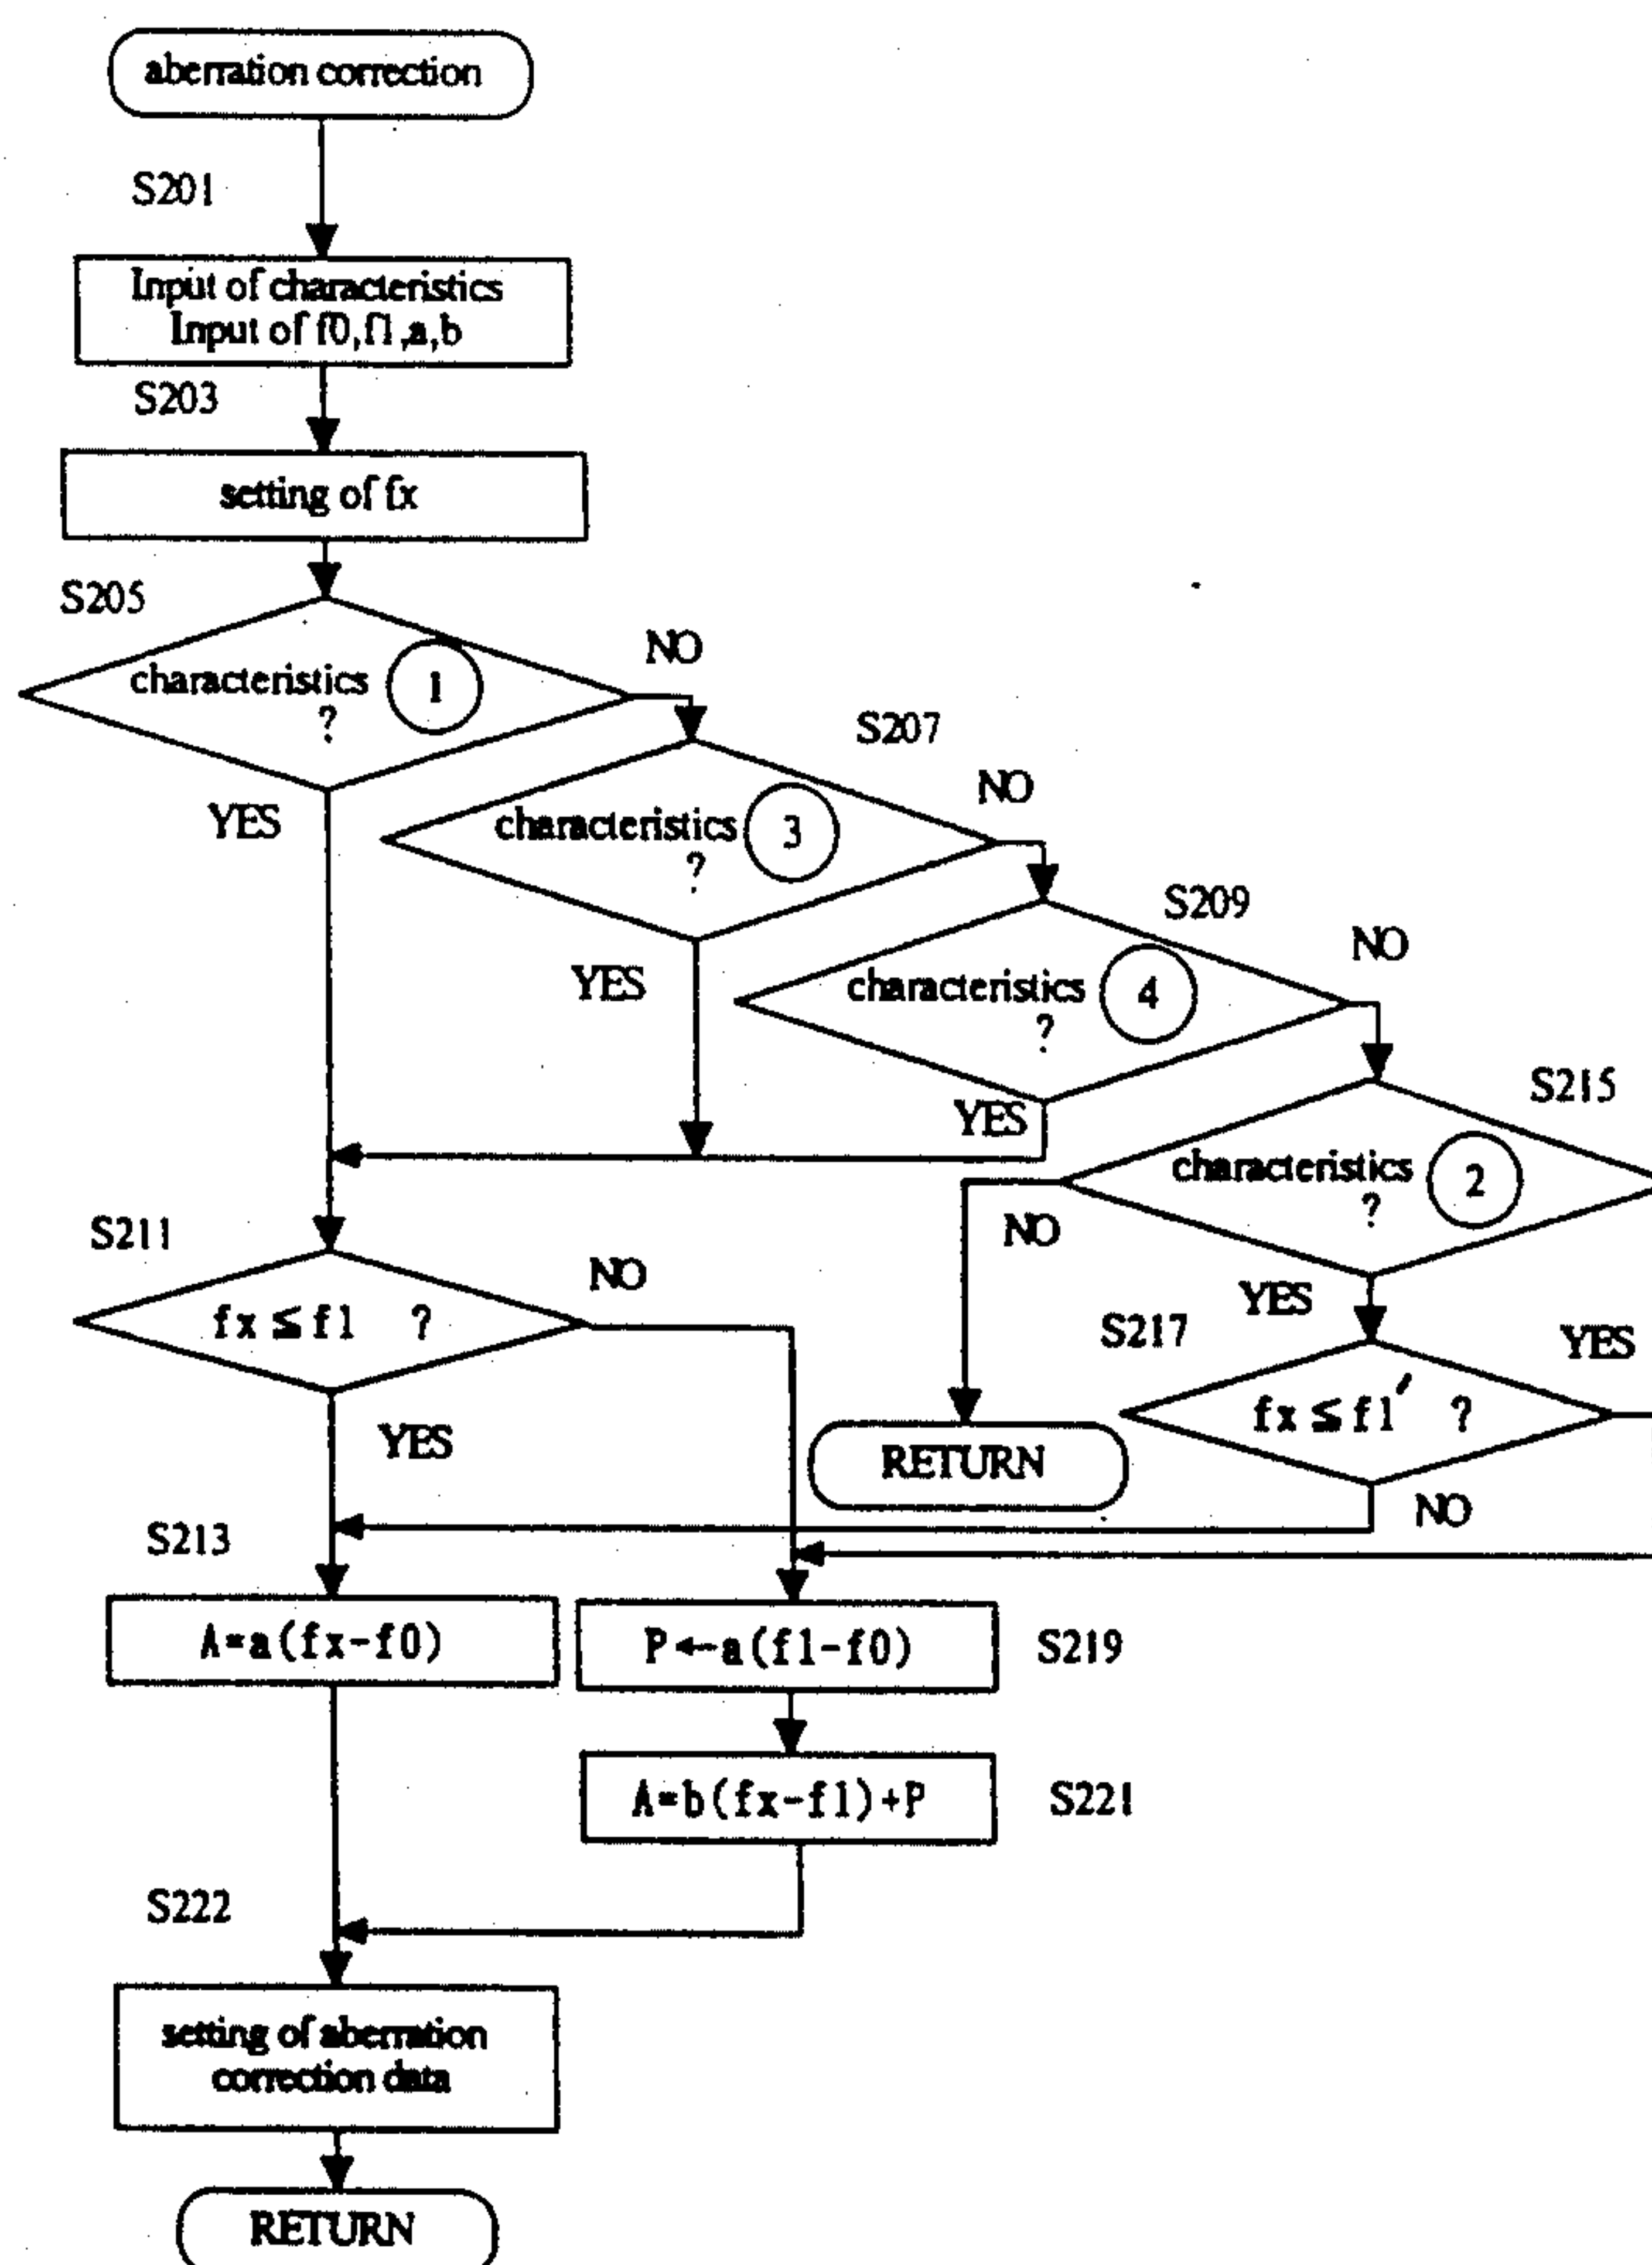 aberration correction
S201
Input of characteristics
Input of f0,f1,a,b
S203
setting of fx
S205
characteristics 1
?
NO
YES
S207
characteristics 3
?
NO
YES
S209
characteristics 4
?
NO
YES
S215
characteristics 2
?
NO
YES
S211
fx≦f1 ?
NO
YES
S217
fx≦f1′ ?
YES
NO
RETURN
S213
A=a(fx-f0)
P←a(f1-f0)
S219
A=b(fx-f1)+P
S221
S222
setting of aberration
correction data
RETURN